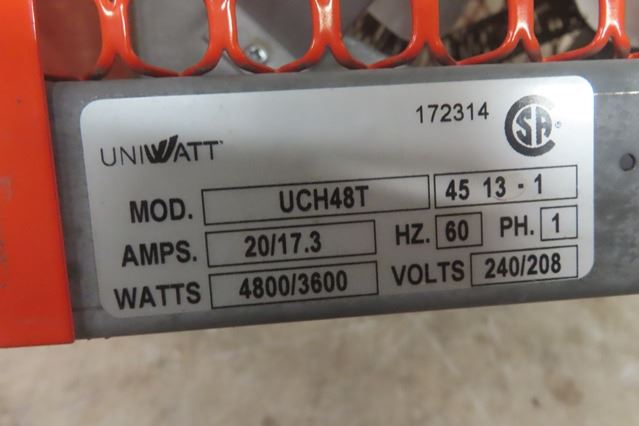 172314
CSA
UNIWATT
MOD. UCH48T 45 13 - 1
AMPS. 20/17.3 HZ. 60 PH. 1
WATTS 4800/3600 VOLTS 240/208